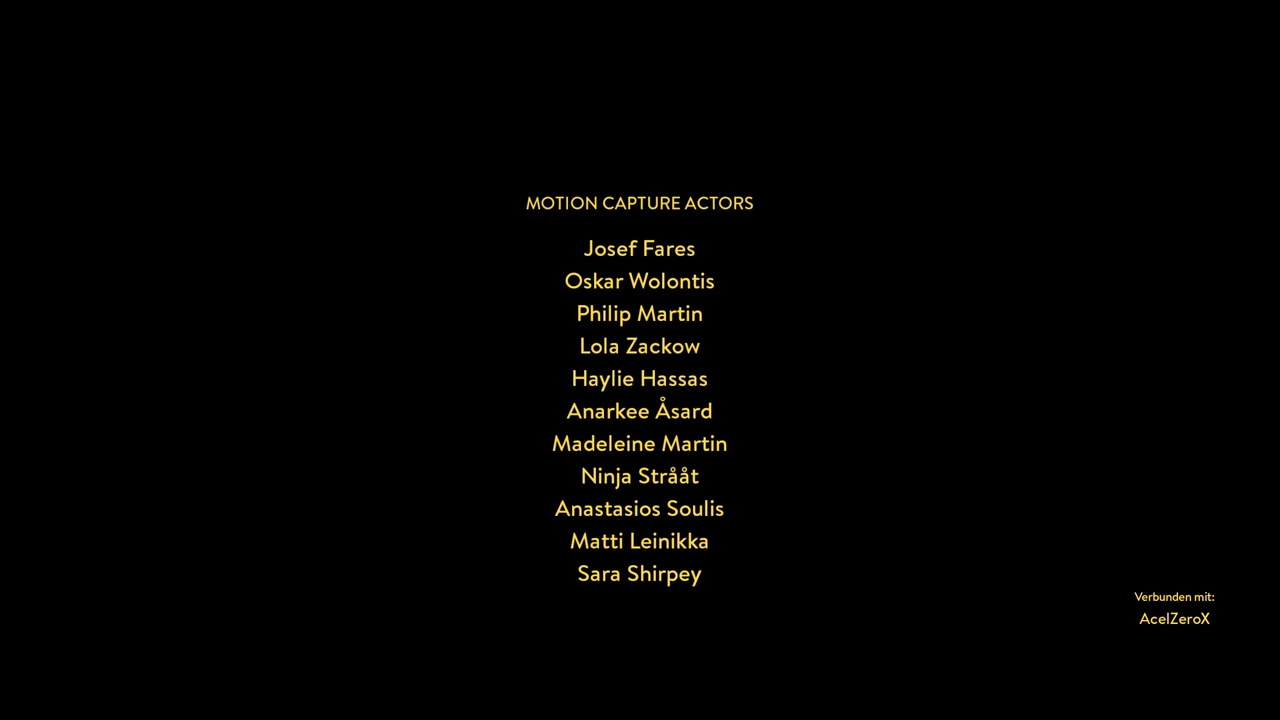 MOTION CAPTURE ACTORS
Josef Fares
Oskar Wolontis
Philip Martin
Lola Zackow
Haylie Hassas
Anarkee Åsard
Madeleine Martin
Ninja Strååt
Anastasios Soulis
Matti Leinikka
Sara Shirpey
Verbunden mit:
AcelZeroX